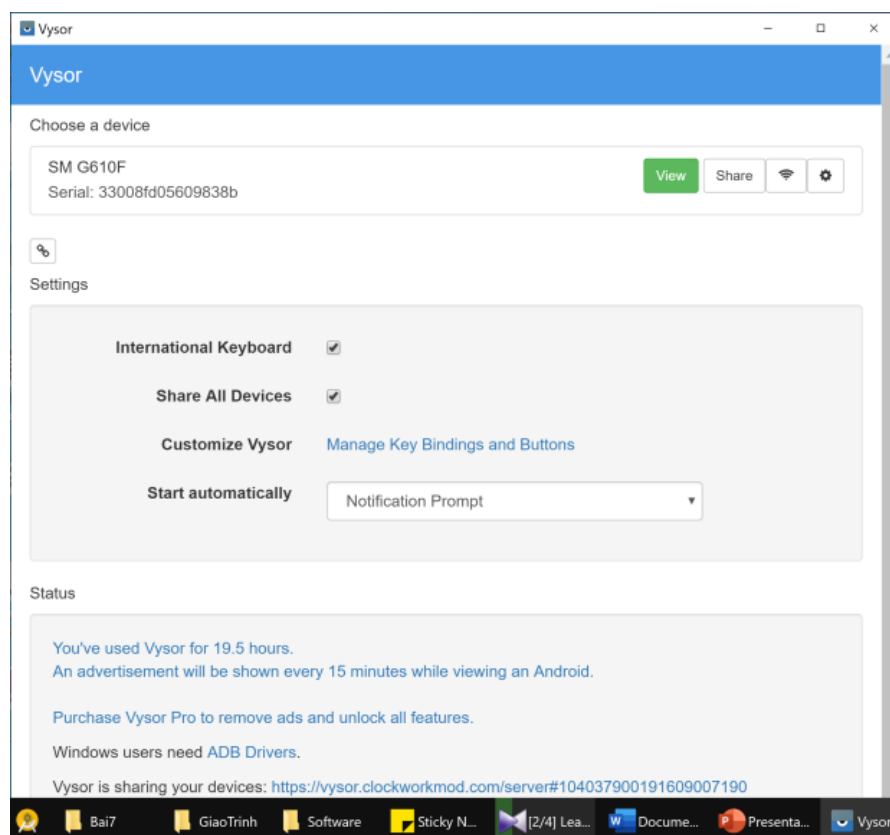 Vysor
Vysor
Choose a device
SM G610F
Serial: 33008fd05609838b
View
Share
Settings
International Keyboard
Share All Devices
Customize Vysor
Manage Key Bindings and Buttons
Start automatically
Notification Prompt
Status
You've used Vysor for 19.5 hours.
An advertisement will be shown every 15 minutes while viewing an Android.
Purchase Vysor Pro to remove ads and unlock all features.
Windows users need ADB Drivers.
Vysor is sharing your devices: https://vysor.clockworkmod.com/server#104037900191609007190
Bai7
GiaoTrinh
Software
Sticky N...
[2/4] Lea...
Docume...
Presenta...
Vysor